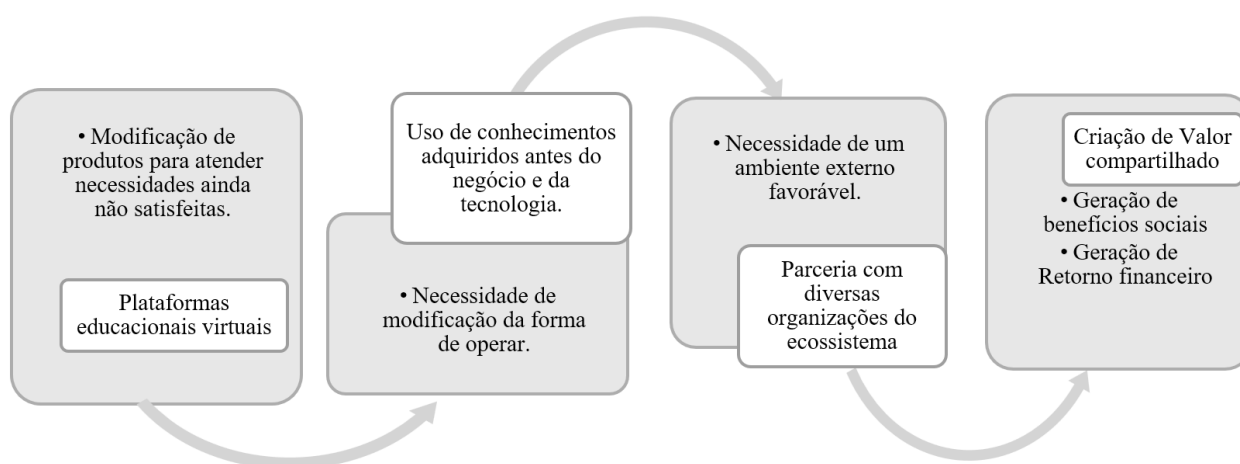 • Modificação de
produtos para atender
necessidades ainda
não satisfeitas.
Plataformas
educacionais virtuais
Uso de conhecimentos
adquiridos antes do
negócio e da
tecnologia.
• Necessidade de
modificação da forma
de operar.
• Necessidade de um
ambiente externo
favorável.
Parceria com
diversas
organizações do
ecossistema
Criação de Valor
compartilhado
• Geração de
benefícios sociais
• Geração de
Retorno financeiro